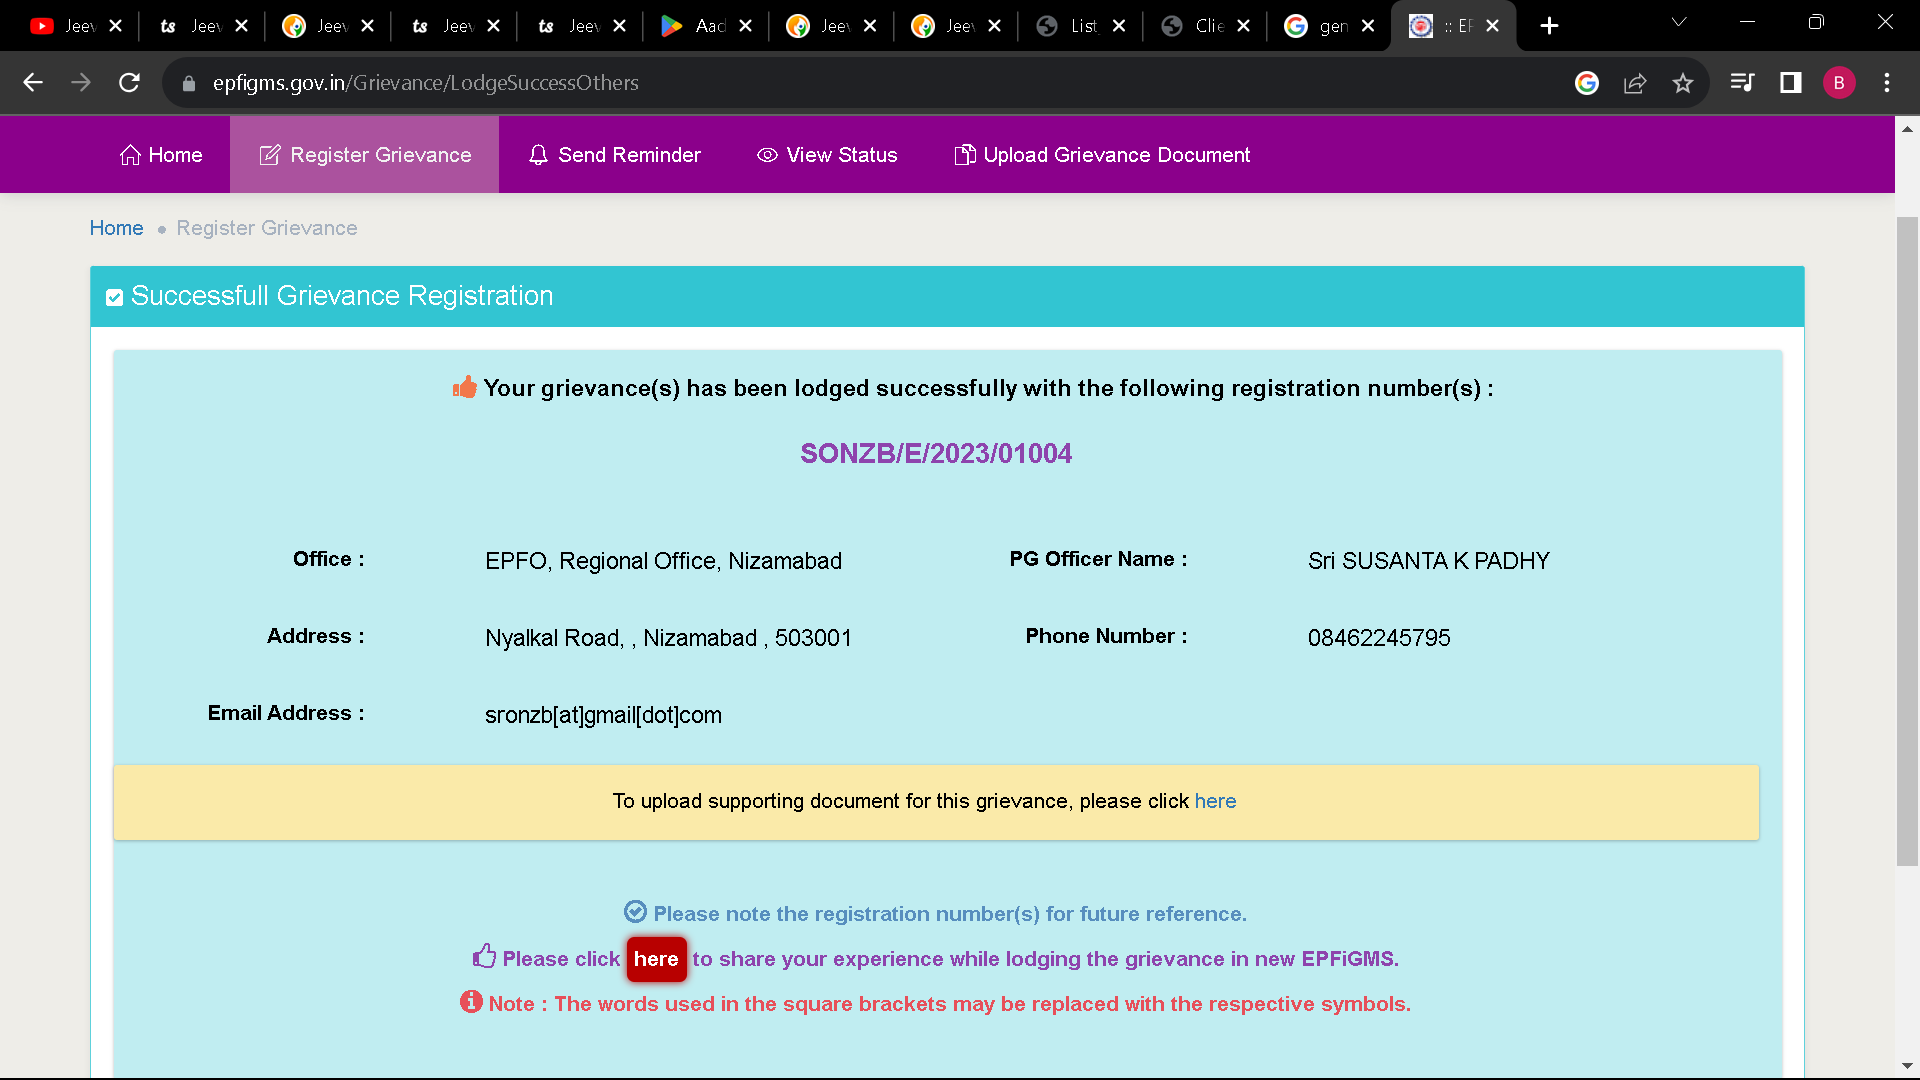 Jeev
ts Jeev
Jeev
ts Jeev
ts Jeev
Aad
Jeev
Jeev
List
Clie
G gen
:: EF
epfigms.gov.in/Grievance/LodgeSuccessOthers
G
B
Home
Register Grievance
Send Reminder
View Status
Upload Grievance Document
Home • Register Grievance
Successfull Grievance Registration
Your grievance(s) has been lodged successfully with the following registration number(s) :
SONZB/E/2023/01004
Office : EPFO, Regional Office, Nizamabad PG Officer Name : Sri SUSANTA K PADHY
Address : Nyalkal Road, , Nizamabad , 503001 Phone Number : 08462245795
Email Address : sronzb[at]gmail[dot]com
To upload supporting document for this grievance, please click here
Please note the registration number(s) for future reference.
Please click here to share your experience while lodging the grievance in new EPFiGMS.
Note : The words used in the square brackets may be replaced with the respective symbols.